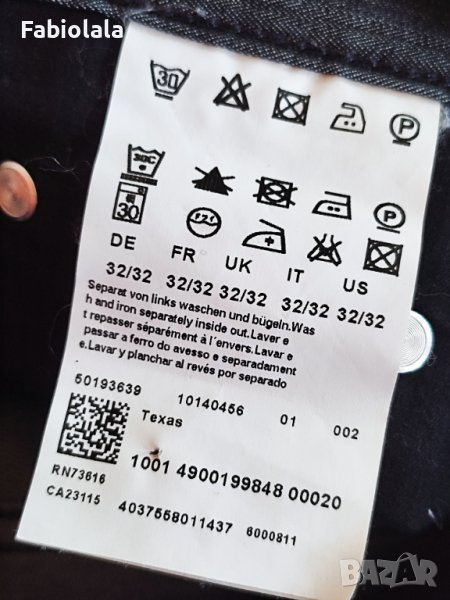 Fabiolala
30
P
30C
P
30
DE FR UK IT US
32/32 32/32 32/32 32/32 32/32
Separat von links waschen und bügeln.Was
h and iron separately inside out.Laver e
t repasser séparément à l´envers.Lavar e
passar a ferro do avesso e separadament
e.Lavar y planchar al revés por separado
50193639 10140456 01 002
Texas
1001 4900199848 00020
RN73616
CA23115 4037558011437 6000811
BAZAR